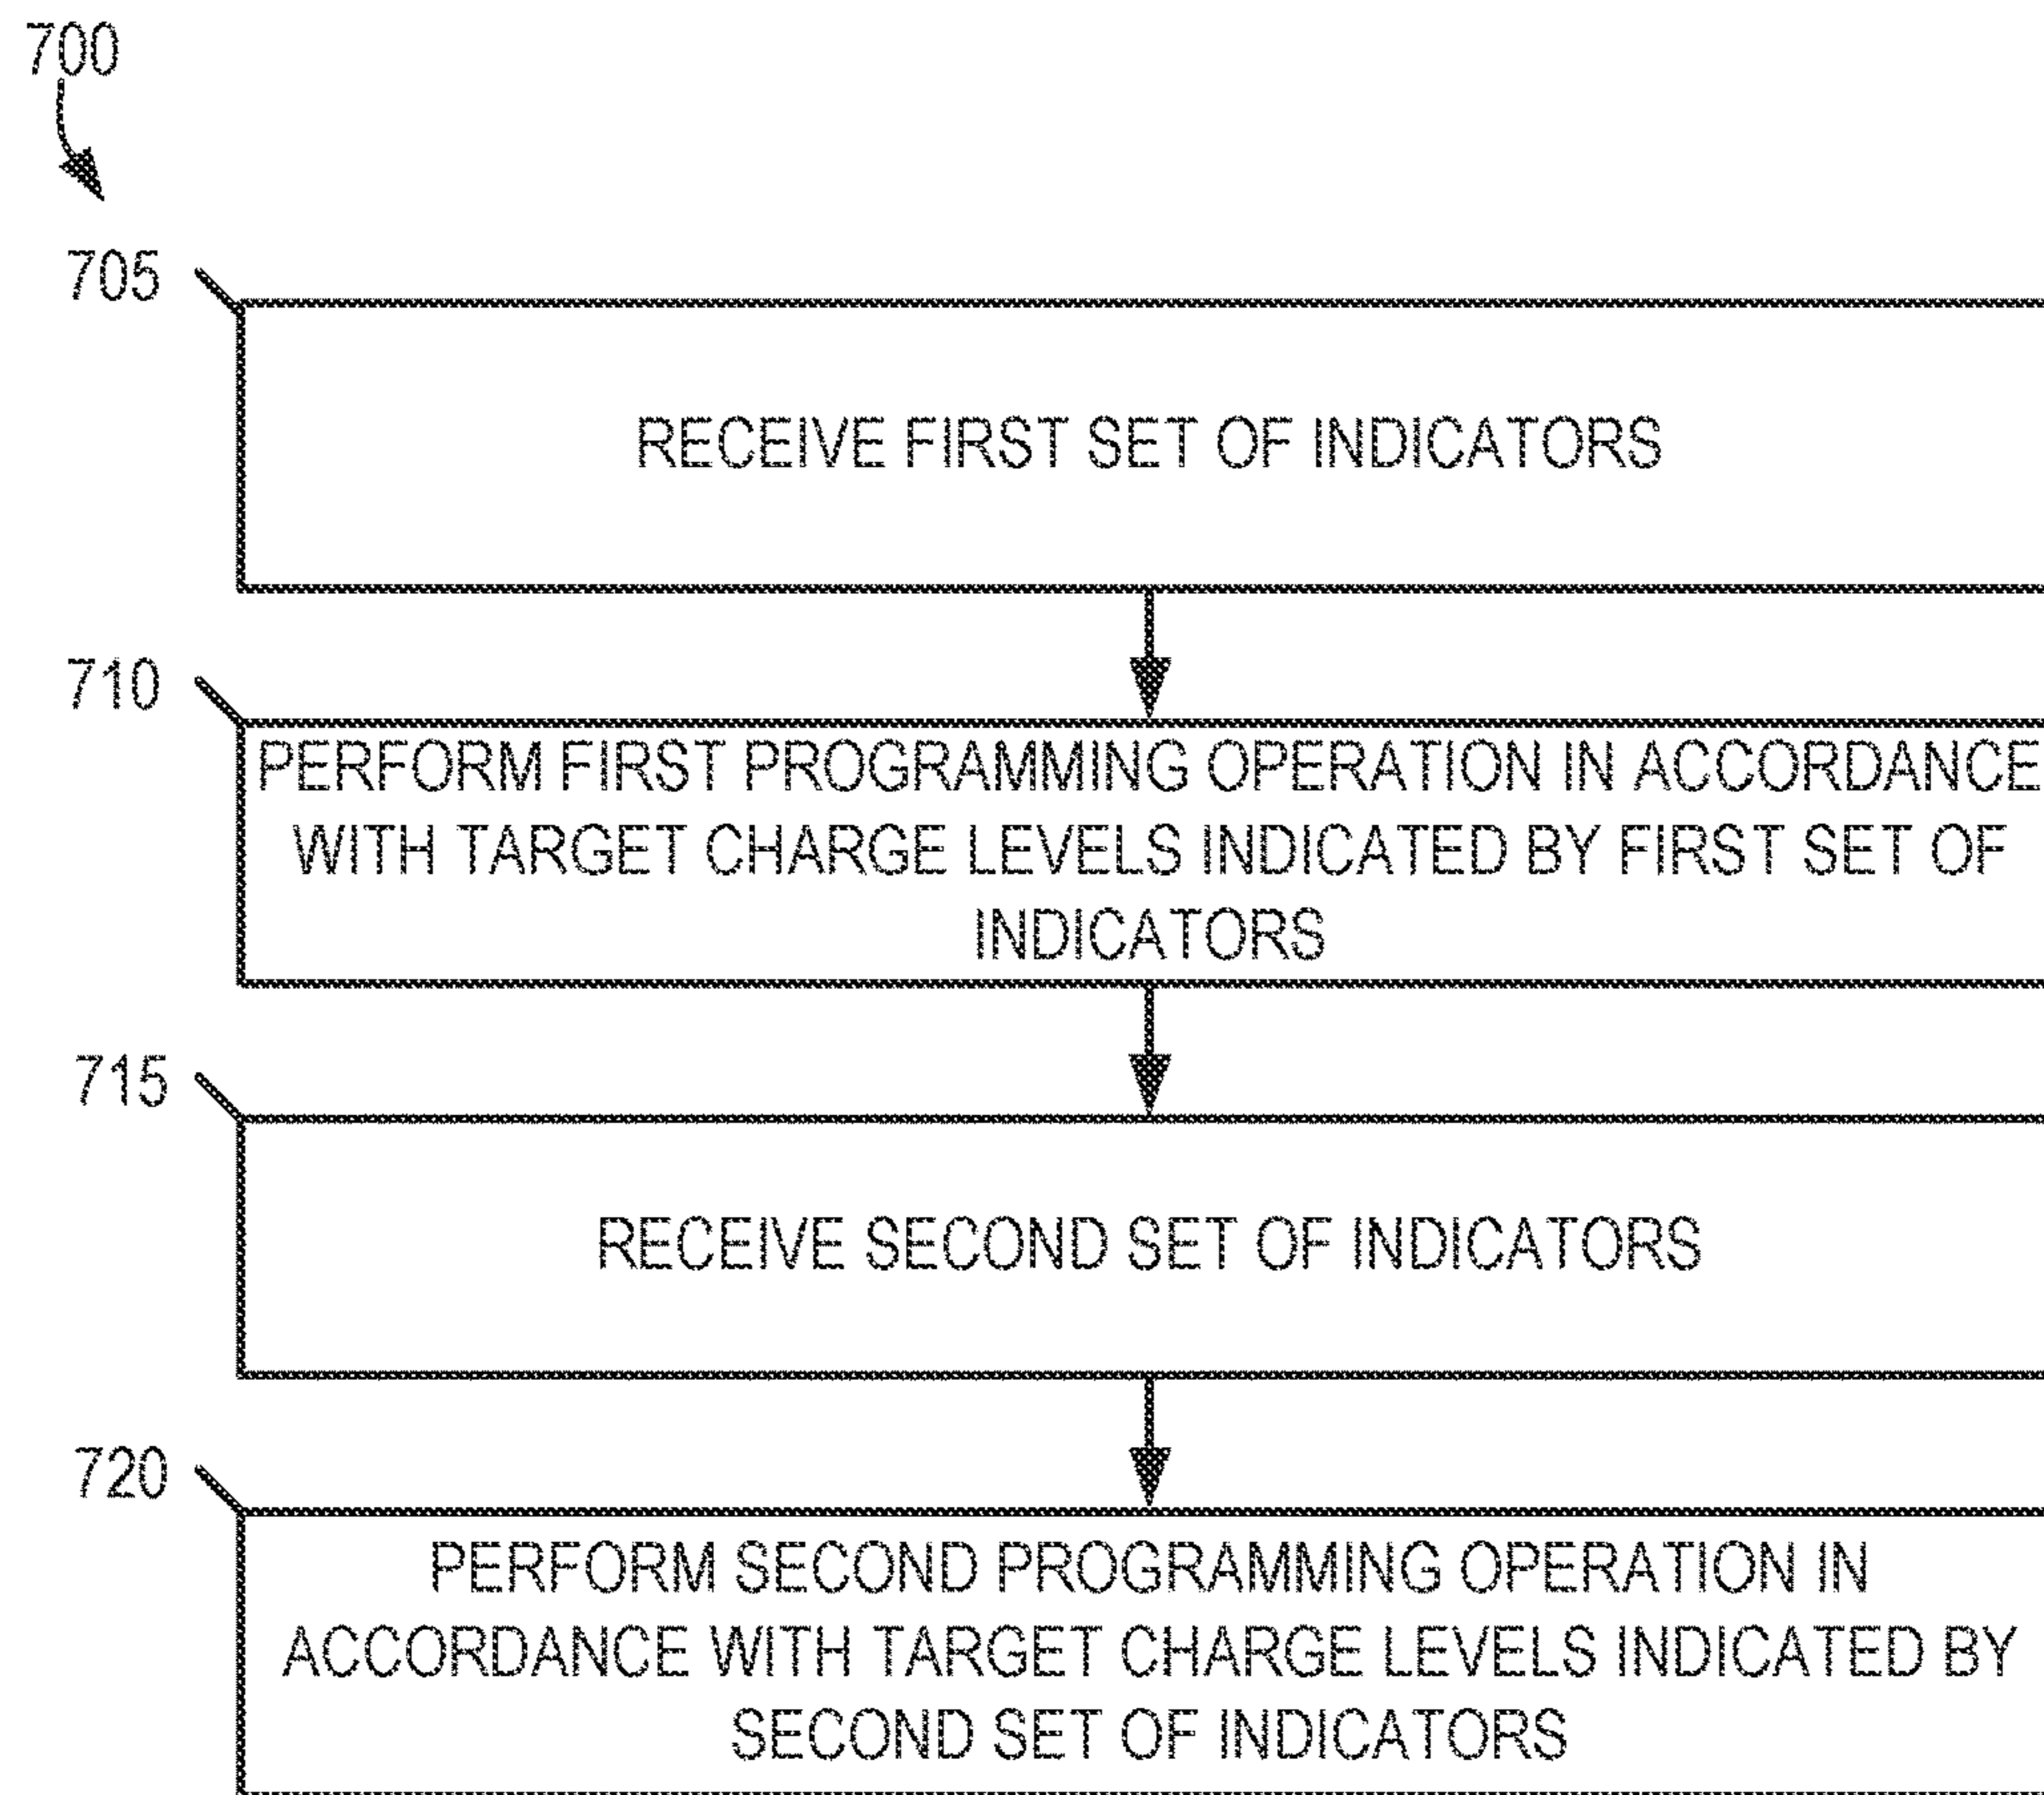 700
705
RECEIVE FIRST SET OF INDICATORS
710
PERFORM FIRST PROGRAMMING OPERATION IN ACCORDANCE
WITH TARGET CHARGE LEVELS INDICATED BY FIRST SET OF
INDICATORS
715
RECEIVE SECOND SET OF INDICATORS
720
PERFORM SECOND PROGRAMMING OPERATION IN
ACCORDANCE WITH TARGET CHARGE LEVELS INDICATED BY
SECOND SET OF INDICATORS